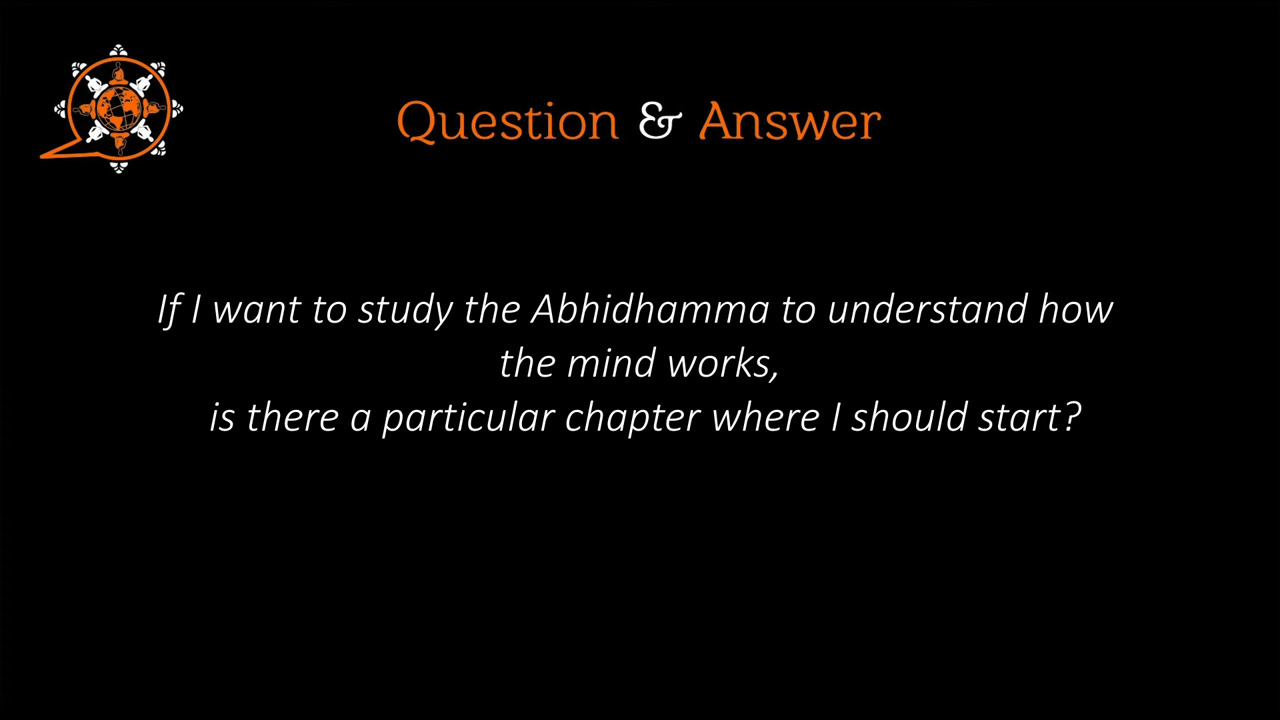 Question & Answer
If I want to study the Abhidhamma to understand how
the mind works,
is there a particular chapter where I should start?